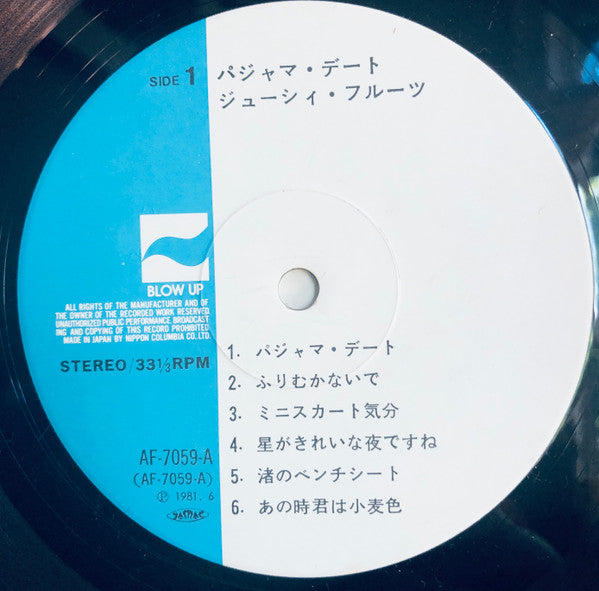 SIDE 1
パジャマ・デート
ジューシィ・フルーツ
BLOW UP
ALL RIGHTS OF THE MANUFACTURER AND OF
THE OWNER OF THE RECORDED WORK RESERVED
UNAUTHORIZED PUBLIC PERFORMANCE BROADCAST
ING AND COPYING OF THIS RECORD PROHIBITED
MADE IN JAPAN BY NIPPON COLUMBIA CO.,LTD.
STEREO/33⅓RPM
1. パジャマ・デート
2. ふりむかないで
3. ミニスカート気分
4. 星がきれいな夜ですね
5. 渚のベンチシート
6. あの時君は小麦色
AF-7059-A
(AF-7059-A)
Ⓟ 1981. 6